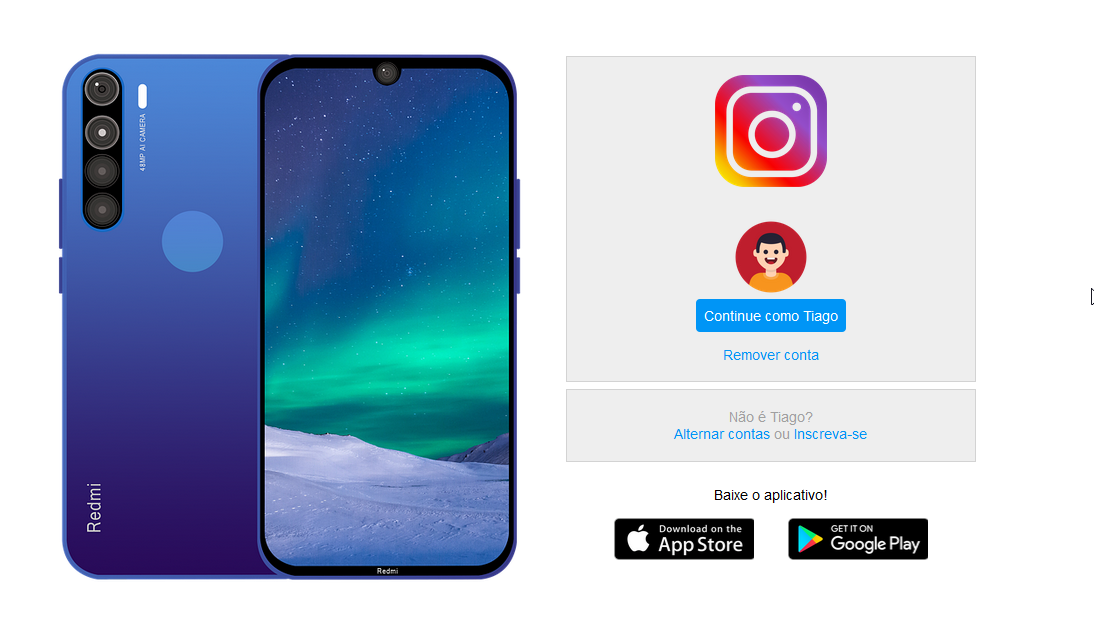 48MP AI CAMERA
Redmi
Redmi
Continue como Tiago
Remover conta
Não é Tiago?
Alternar contas ou Inscreva-se
Baixe o aplicativo!
Download on the
App Store
GET IT ON
Google Play